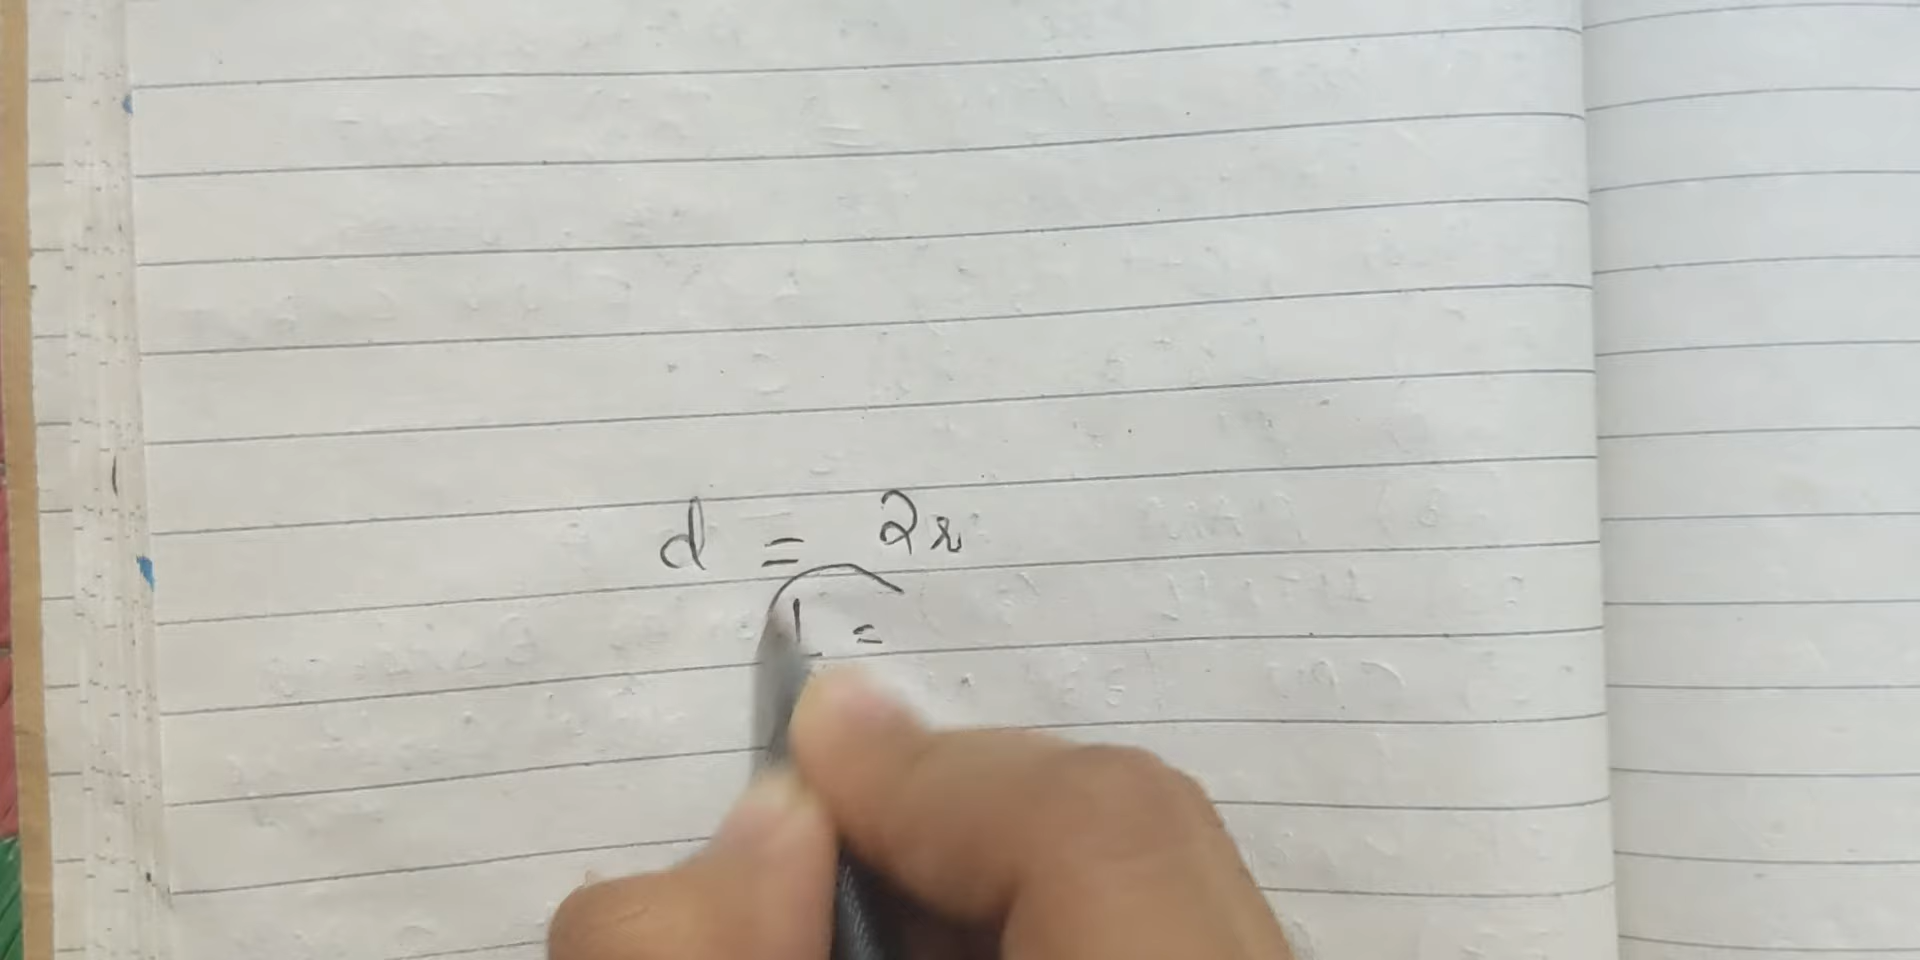 d = 2r
L =